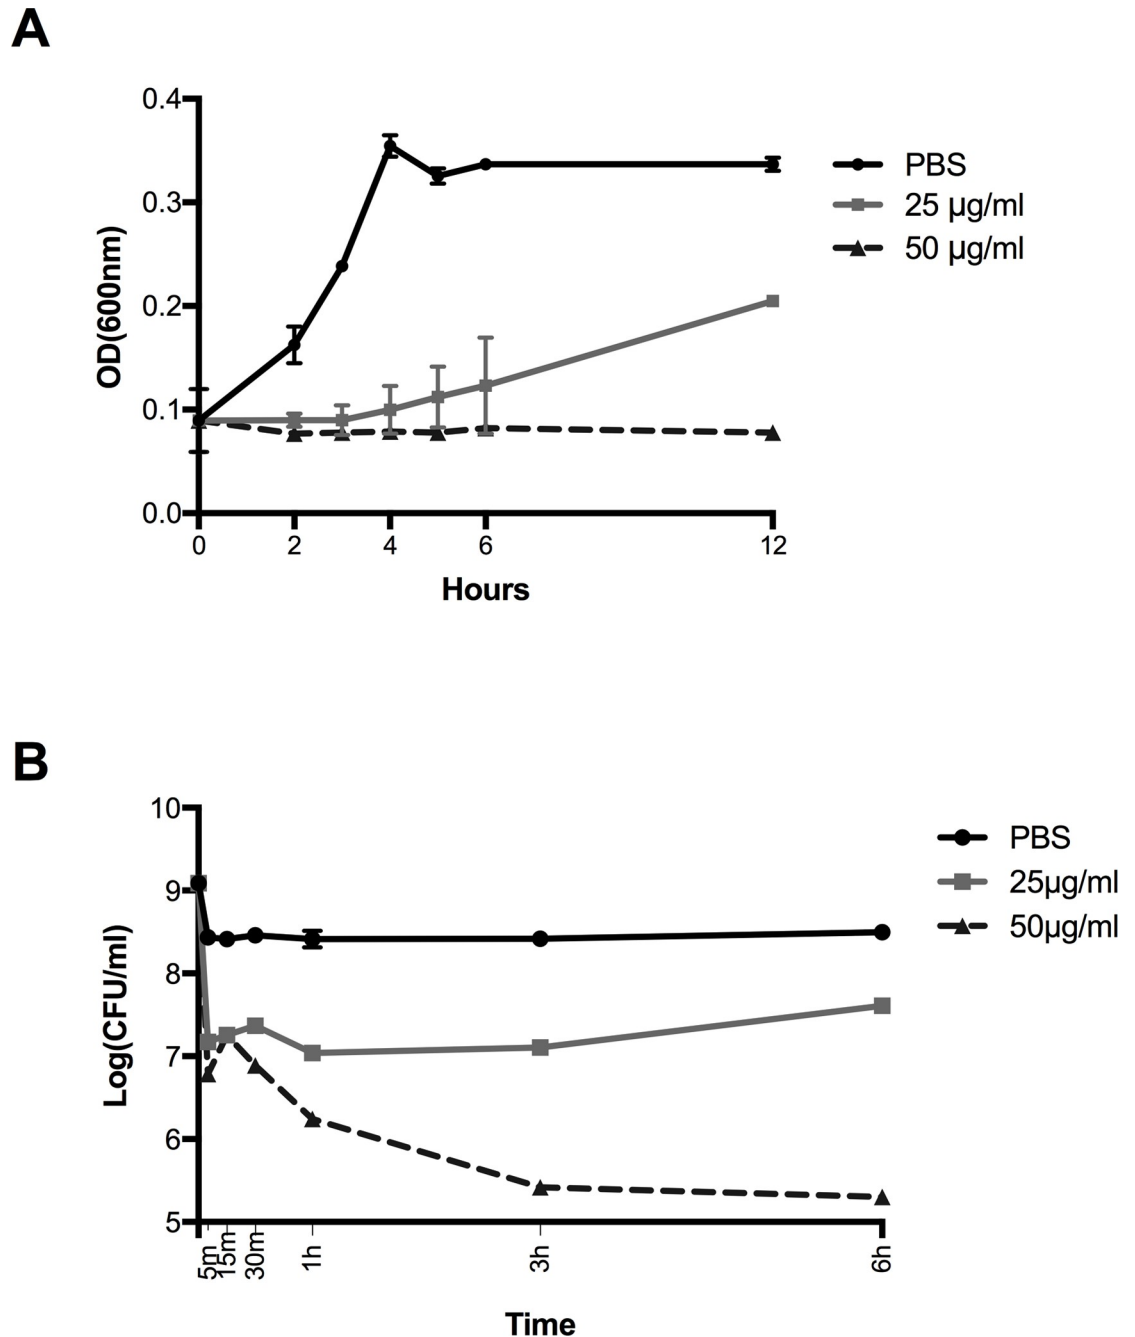 A
0.4
0.3
0.2
0.1
0.0
OD(600nm)
0 2 4 6 12
Hours
PBS
25 µg/ml
50 µg/ml
B
10
9
8
7
6
5
Log(CFU/ml)
5m 15m 30m 1h 3h 6h
Time
PBS
25µg/ml
50µg/ml